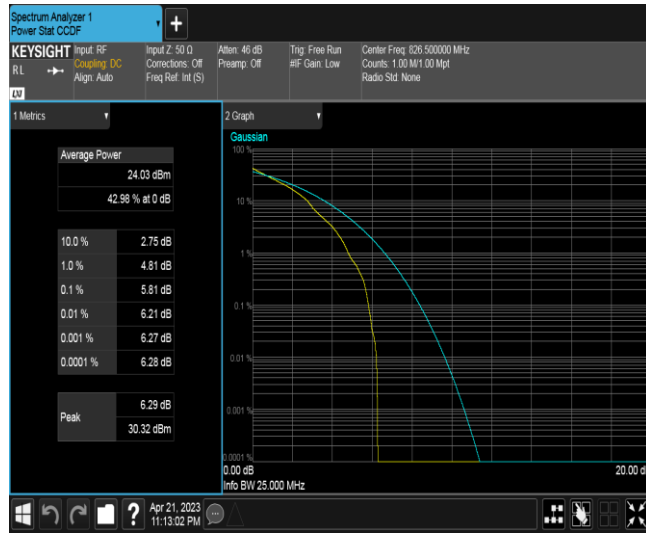 Spectrum Analyzer 1
Power Stat CCDF
KEYSIGHT
RL
LXI
Input: RF
Coupling: DC
Align: Auto
Input Z: 50 Ω
Corrections: Off
Freq Ref: Int (S)
Atten: 46 dB
Preamp: Off
Trig: Free Run
#IF Gain: Low
Center Freq: 826.500000 MHz
Counts: 1.00 M/1.00 Mpt
Radio Std: None
1 Metrics
Average Power
24.03 dBm
42.98 % at 0 dB
10.0 % 2.75 dB
1.0 % 4.81 dB
0.1 % 5.81 dB
0.01 % 6.21 dB
0.001 % 6.27 dB
0.0001 % 6.28 dB
Peak
6.29 dB
30.32 dBm
2 Graph
Gaussian
100 %
10 %
1 %
0.1 %
0.01 %
0.001 %
0.0001 %
0.00 dB
20.00 d
Info BW 25.000 MHz
?
Apr 21, 2023
11:13:02 PM